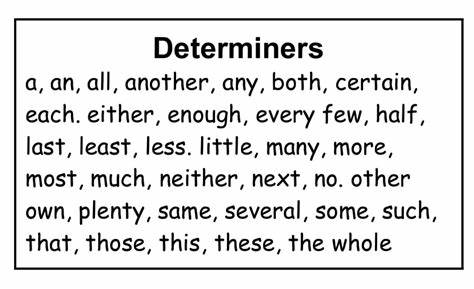 Determiners
a, an, all, another, any, both, certain,
each. either, enough, every few, half,
last, least, less. little, many, more,
most, much, neither, next, no. other
own, plenty, same, several, some, such,
that, those, this, these, the whole